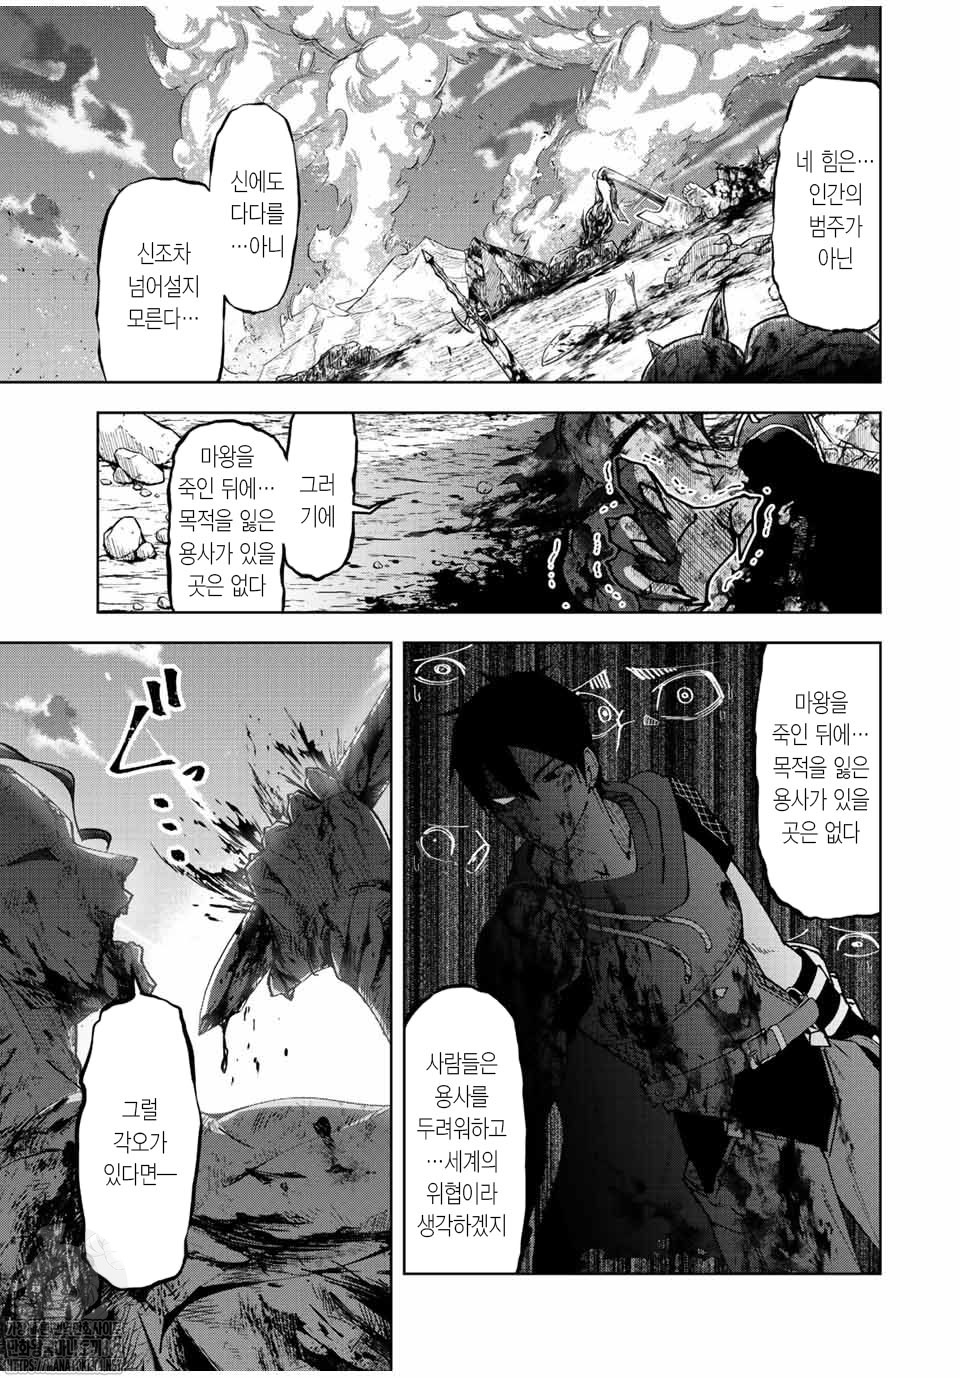 네 힘은…
인간의
범주가
아닌
신에도
다다를
…아니
신조차
넘어설지
모른다…
그러
기에
마왕을
죽인 뒤에…
목적을 잃은
용사가 있을
곳은 없다
마왕을
죽인 뒤에…
목적을 잃은
용사가 있을
곳은 없다
사람들은
용사를
두려워하고
…세계의
위협이라
생각하겠지
그럴
각오가
있다면—